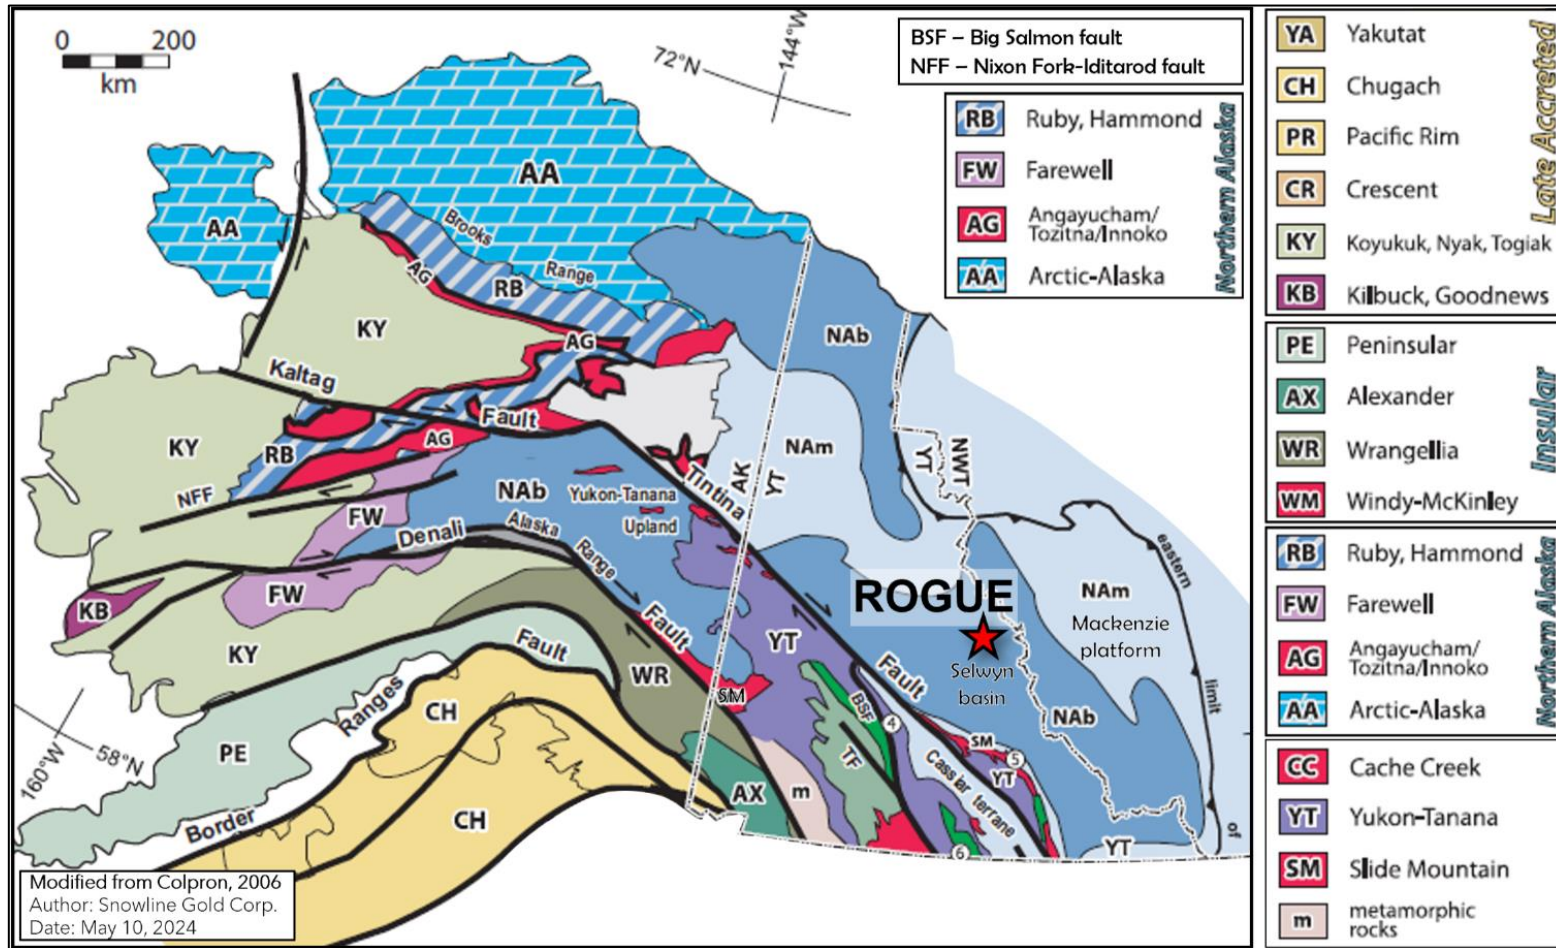 0 200
km
72°N
144°W
BSF – Big Salmon fault
NFF – Nixon Fork-Iditarod fault
RB Ruby, Hammond
FW Farewell
AG Angayucham/
Tozitna/Innoko
AA Arctic-Alaska
Northern Alaska
YA Yakutat
CH Chugach
PR Pacific Rim
CR Crescent
KY Koyukuk, Nyak, Togiak
KB Kilbuck, Goodnews
Late Accreted
PE Peninsular
AX Alexander
WR Wrangellia
WM Windy-McKinley
Insular
RB Ruby, Hammond
FW Farewell
AG Angayucham/
Tozitna/Innoko
AA Arctic-Alaska
Northern Alaska
CC Cache Creek
YT Yukon-Tanana
SM Slide Mountain
m metamorphic
rocks
AA
AA
Brooks
Range
AG
RB
KY
AG
NAb
Kaltag
Fault
KY
RB
AG
NFF
NAm
AK
YT
NWT
YT
Tintina
Fault
NAb
Yukon-Tanana
Upland
FW
Denali
Alaska
Range
Fault
KB
FW
KY
ROGUE
Selwyn
basin
NAm
Mackenzie
platform
eastern
limit
of
YT
WR
SM
BSF
4
TF
SM
5
YT
NAb
Cassiar terrane
6
YT
AX
m
PE
Border
Ranges
Fault
CH
CH
160°W
58°N
Modified from Colpron, 2006
Author: Snowline Gold Corp.
Date: May 10, 2024